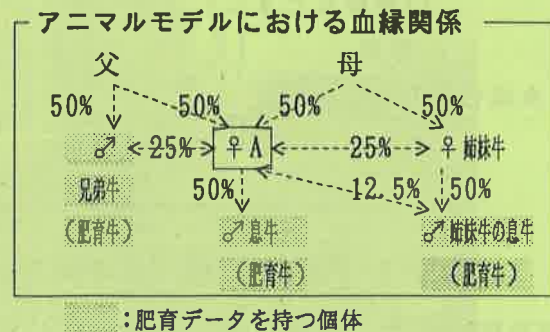 アニマルモデルにおける血縁関係
父 母
50% 50% 50% 50%
♂ 25% ♀ A 25% ♀ 姉妹牛
兄弟牛 50% 12.5% 50%
(肥育牛) ♂息牛 ♂姉妹牛の息牛
(肥育牛) (肥育牛)
:肥育データを持つ個体